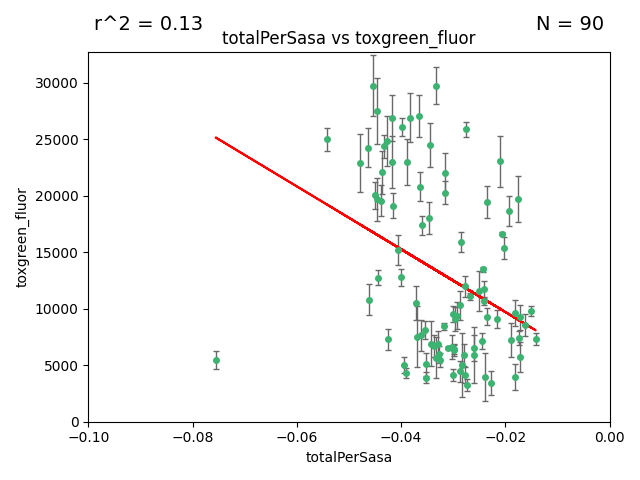 r^2 = 0.13
N = 90
totalPerSasa vs toxgreen_fluor
30000
25000
20000
15000
10000
5000
0
toxgreen_fluor
−0.10
−0.08
−0.06
−0.04
−0.02
0.00
totalPerSasa